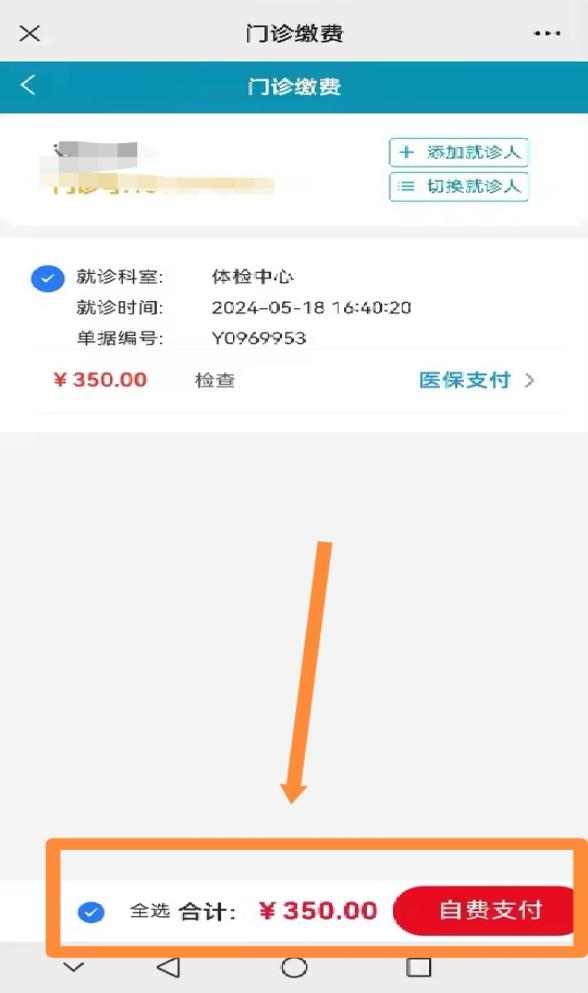 门诊缴费
门诊缴费
+ 添加就诊人
切换就诊人
就诊科室: 体检中心
就诊时间: 2024-05-18 16:40:20
单据编号: Y0969953
¥350.00 检查 医保支付
全选 合计: ¥350.00 自费支付